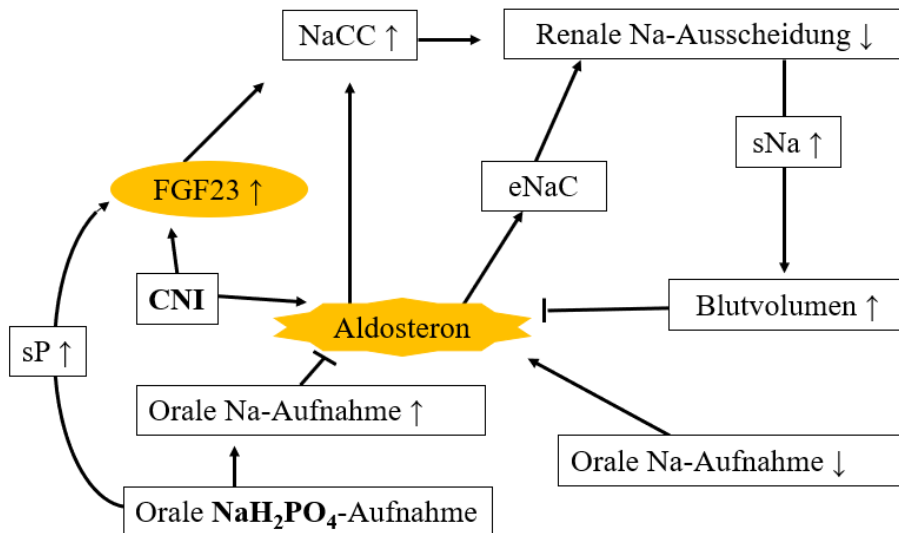 NaCC ↑
Renale Na-Ausscheidung ↓
sNa ↑
FGF23 ↑
eNaC
CNI
Blutvolumen ↑
Aldosteron
sP ↑
Orale Na-Aufnahme ↑
Orale Na-Aufnahme ↓
Orale NaH₂PO₄-Aufnahme